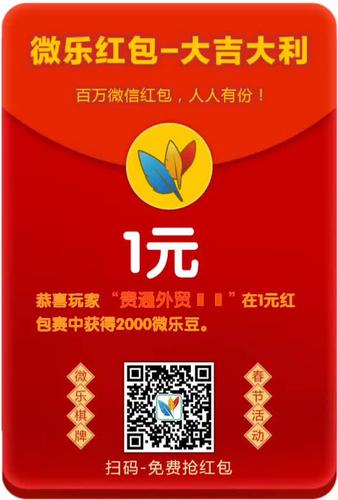 微乐红包-大吉大利
百万微信红包，人人有份！
1元
恭喜玩家“贵通外贸▯▯”在1元红
包赛中获得2000微乐豆。
微乐棋牌
春节活动
扫码-免费抢红包